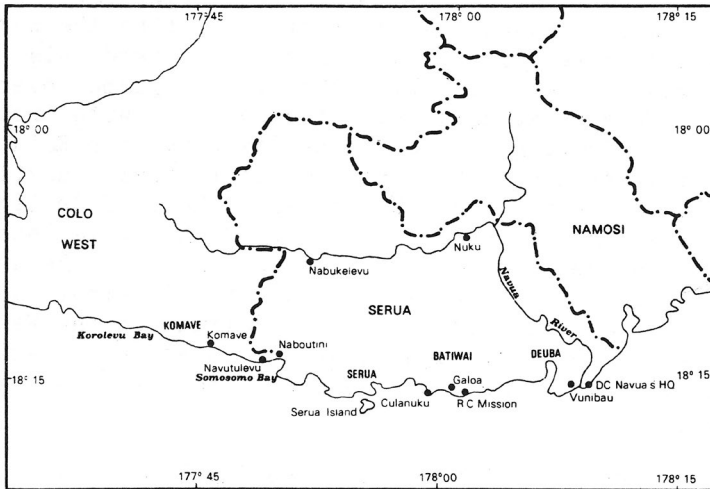 177° 45
178° 00
178° 15
18° 00
18° 00
COLO
WEST
NAMOSI
Nuku
Nabukelevu
Navua
River
SERUA
KOMAVE
Korolevu Bay
Komave
Naboutini
Navutulevu
Somosomo Bay
SERUA
BATIWAI
DEUBA
18° 15
18° 15
Serua Island
Culanuku
Galoa
R C Mission
Vunibau
DC Navua s HQ
177° 45
178° 00
178° 15